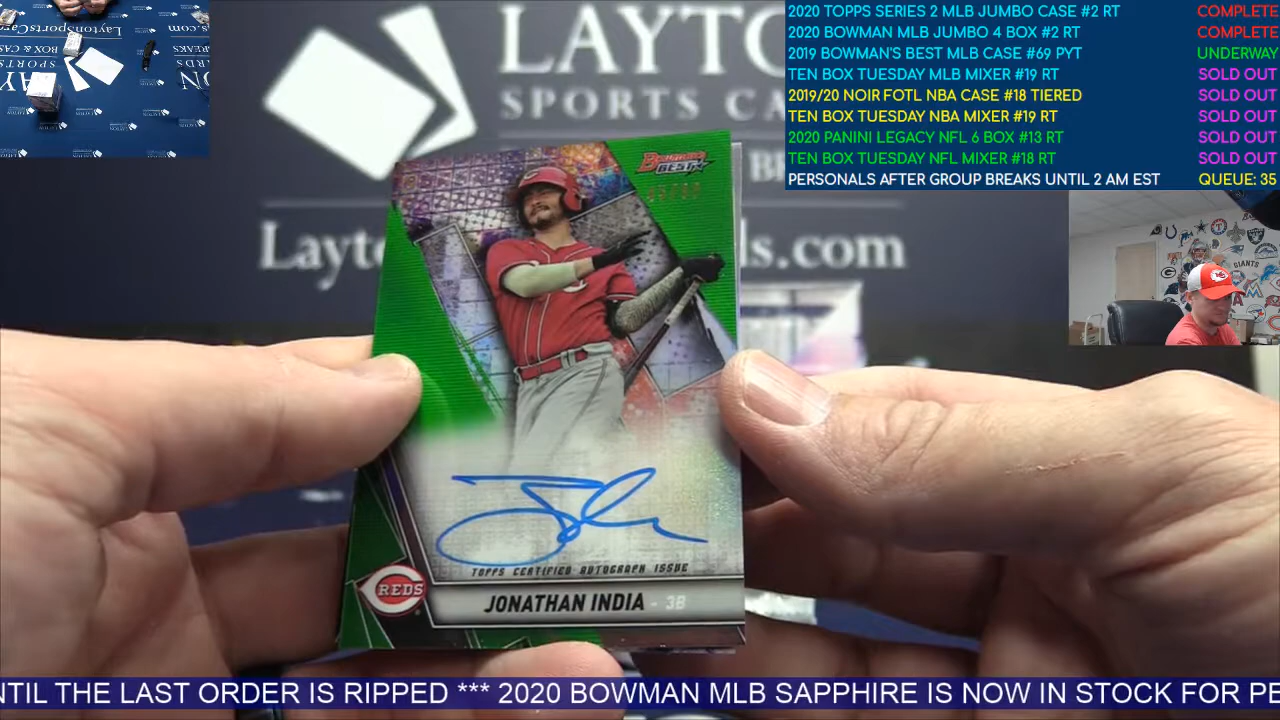 2020 TOPPS SERIES 2 MLB JUMBO CASE #2 RT COMPLETE
2020 BOWMAN MLB JUMBO 4 BOX #2 RT COMPLETE
2019 BOWMAN'S BEST MLB CASE #69 PYT UNDERWAY
TEN BOX TUESDAY MLB MIXER #19 RT SOLD OUT
2019/20 NOIR FOTL NBA CASE #18 TIERED SOLD OUT
TEN BOX TUESDAY NBA MIXER #19 RT SOLD OUT
2020 PANINI LEGACY NFL 6 BOX #13 RT SOLD OUT
TEN BOX TUESDAY NFL MIXER #18 RT SOLD OUT
PERSONALS AFTER GROUP BREAKS UNTIL 2 AM EST QUEUE: 35
LAYTO
SPORTS CA
BR
Layto
ds.com
BOWMAN'S
BEST
GIANTS
TOPPS CERTIFIED AUTOGRAPH ISSUE
REDS
JONATHAN INDIA - 3B
NTIL THE LAST ORDER IS RIPPED *** 2020 BOWMAN MLB SAPPHIRE IS NOW IN STOCK FOR PE